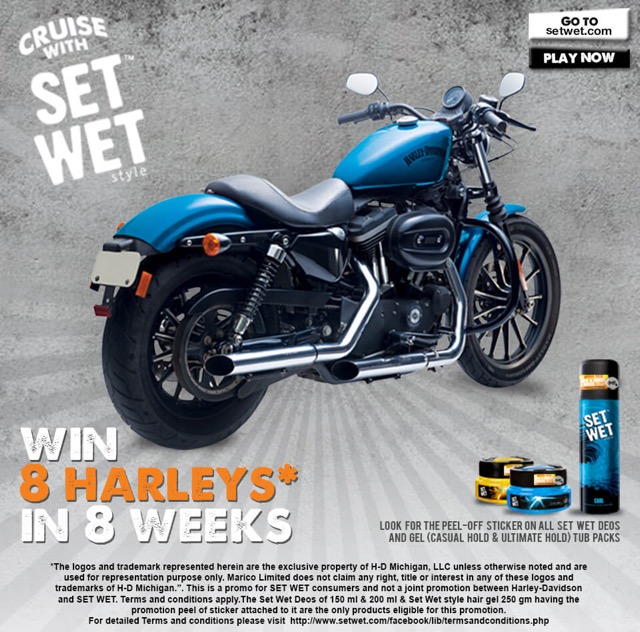 CRUISE
WITH
SET™
WET
style
GO TO
setwet.com
PLAY NOW
HARLEY-DAVIDSON
WIN
8 HARLEYS*
IN 8 WEEKS
SET
WET
LOOK FOR THE PEEL-OFF STICKER ON ALL SET WET DEOS
AND GEL (CASUAL HOLD & ULTIMATE HOLD) TUB PACKS
"The logos and trademark represented herein are the exclusive property of H-D Michigan, LLC unless otherwise noted and are
used for representation purpose only. Marico Limited does not claim any right, title or interest in any of these logos and
trademarks of H-D Michigan.". This is a promo for SET WET consumers and not a joint promotion between Harley-Davidson
and SET WET. Terms and conditions apply.The Set Wet Deos of 150 ml & 200 ml & Set Wet style hair gel 250 gm having the
promotion peel of sticker attached to it are the only products eligible for this promotion.
For detailed Terms and conditions please visit http://www.setwet.com/facebook/lib/termsandconditions.php